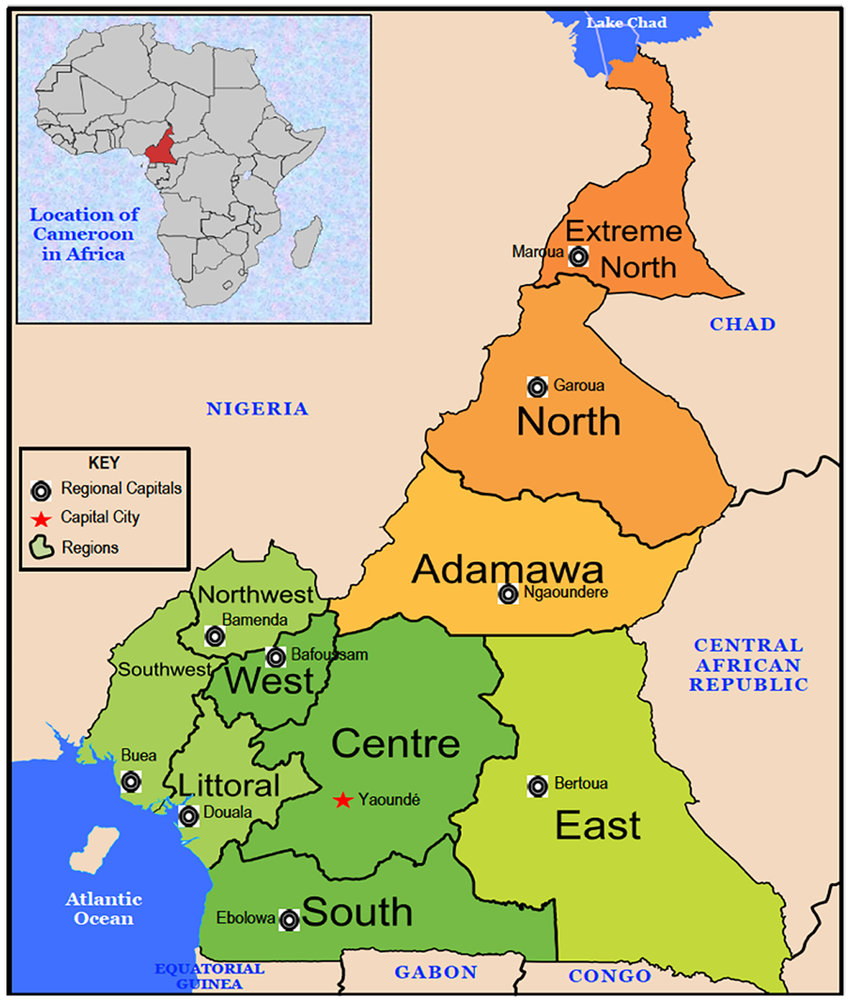 Lake Chad
Location of
Cameroon
in Africa
Extreme
North
Maroua
CHAD
Garoua
North
NIGERIA
KEY
Regional Capitals
Capital City
Regions
Adamawa
Ngaoundere
Northwest
Bamenda
Southwest
Bafoussam
West
CENTRAL
AFRICAN
REPUBLIC
Centre
Buea
Littoral
Douala
Yaoundé
Bertoua
East
Atlantic
Ocean
Ebolowa
South
EQUATORIAL
GUINEA
GABON
CONGO